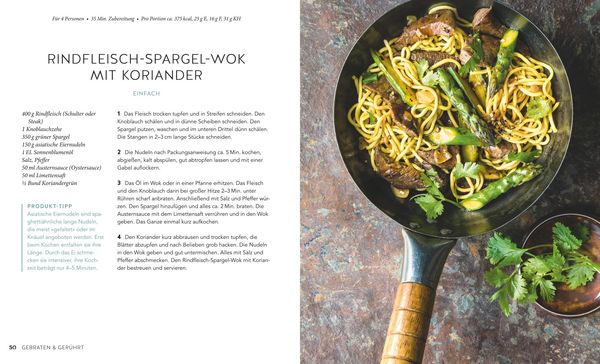 Für 4 Personen • 35 Min. Zubereitung • Pro Portion ca. 375 kcal, 25 g E, 16 g F, 31 g KH
RINDFLEISCH-SPARGEL-WOK
MIT KORIANDER
EINFACH
400 g Rindfleisch (Schulter oder
Steak)
1 Knoblauchzehe
350 g grüner Spargel
150 g asiatische Eiernudeln
1 EL Sonnenblumenöl
Salz, Pfeffer
50 ml Austernsauce (Oystersauce)
50 ml Limettensaft
½ Bund Koriandergrün
PRODUKT-TIPP
Asiatische Eiernudeln sind spa-
ghettiähnliche lange Nudeln,
die meist »gefaltet« oder im
Knäuel angeboten werden. Erst
beim Kochen entfalten sie ihre
Länge. Durch das Ei schme-
cken sie intensiver, ihre Koch-
zeit beträgt nur 4–5 Minuten.
1 Das Fleisch trocken tupfen und in Streifen schneiden. Den
Knoblauch schälen und in dünne Scheiben schneiden. Den
Spargel putzen, waschen und im unteren Drittel dünn schälen.
Die Stangen in 2–3 cm lange Stücke schneiden.
2 Die Nudeln nach Packungsanweisung ca. 5 Min. kochen,
abgießen, kalt abspülen, gut abtropfen lassen und mit einer
Gabel auflockern.
3 Das Öl im Wok oder in einer Pfanne erhitzen. Das Fleisch
und den Knoblauch darin bei großer Hitze 2–3 Min. unter
Rühren scharf anbraten. Anschließend mit Salz und Pfeffer wür-
zen. Den Spargel hinzufügen und alles ca. 2 Min. braten. Die
Austernsauce mit dem Limettensaft verrühren und in den Wok
geben. Das Ganze einmal kurz aufkochen.
4 Den Koriander kurz abbrausen und trocken tupfen, die
Blätter abzupfen und nach Belieben grob hacken. Die Nudeln
in den Wok geben und gut untermischen. Alles mit Salz und
Pfeffer abschmecken. Den Rindfleisch-Spargel-Wok mit Korian-
der bestreuen und servieren.
50 GEBRATEN & GERÜHRT